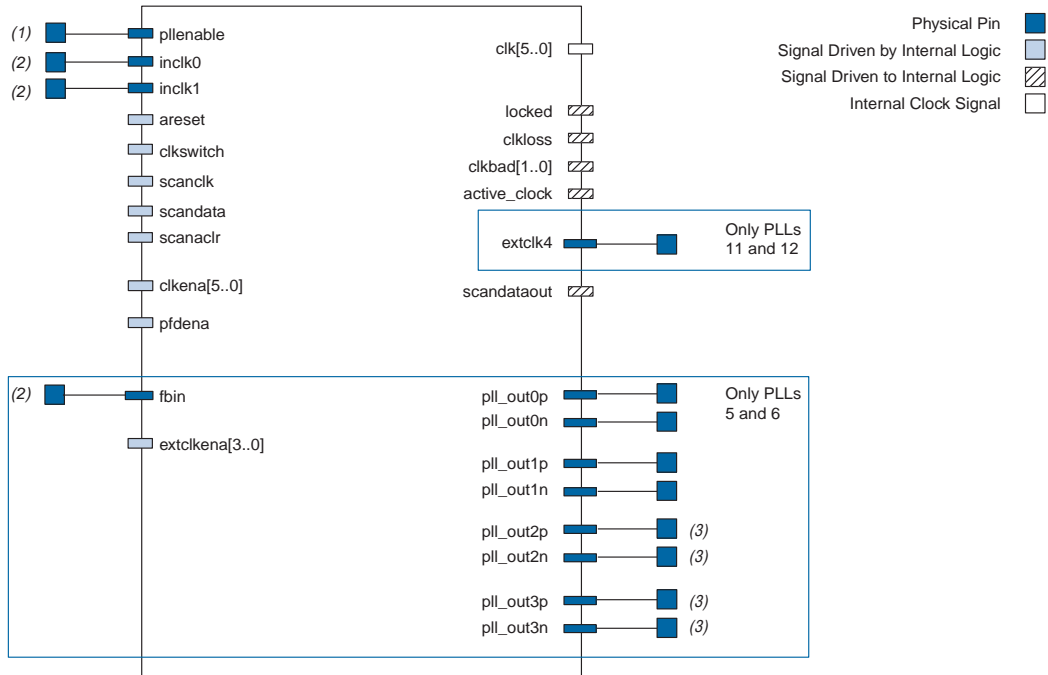 (1)
pllenable
(2)
inclk0
(2)
inclk1
areset
clkswitch
scanclk
scandata
scanaclr
clkena[5..0]
pfdena
clk[5..0]
locked
clkloss
clkbad[1..0]
active_clock
extclk4
Only PLLs
11 and 12
scandataout
Physical Pin
Signal Driven by Internal Logic
Signal Driven to Internal Logic
Internal Clock Signal
(2)
fbin
extclkena[3..0]
pll_out0p
pll_out0n
pll_out1p
pll_out1n
pll_out2p
(3)
pll_out2n
(3)
pll_out3p
(3)
pll_out3n
(3)
Only PLLs
5 and 6